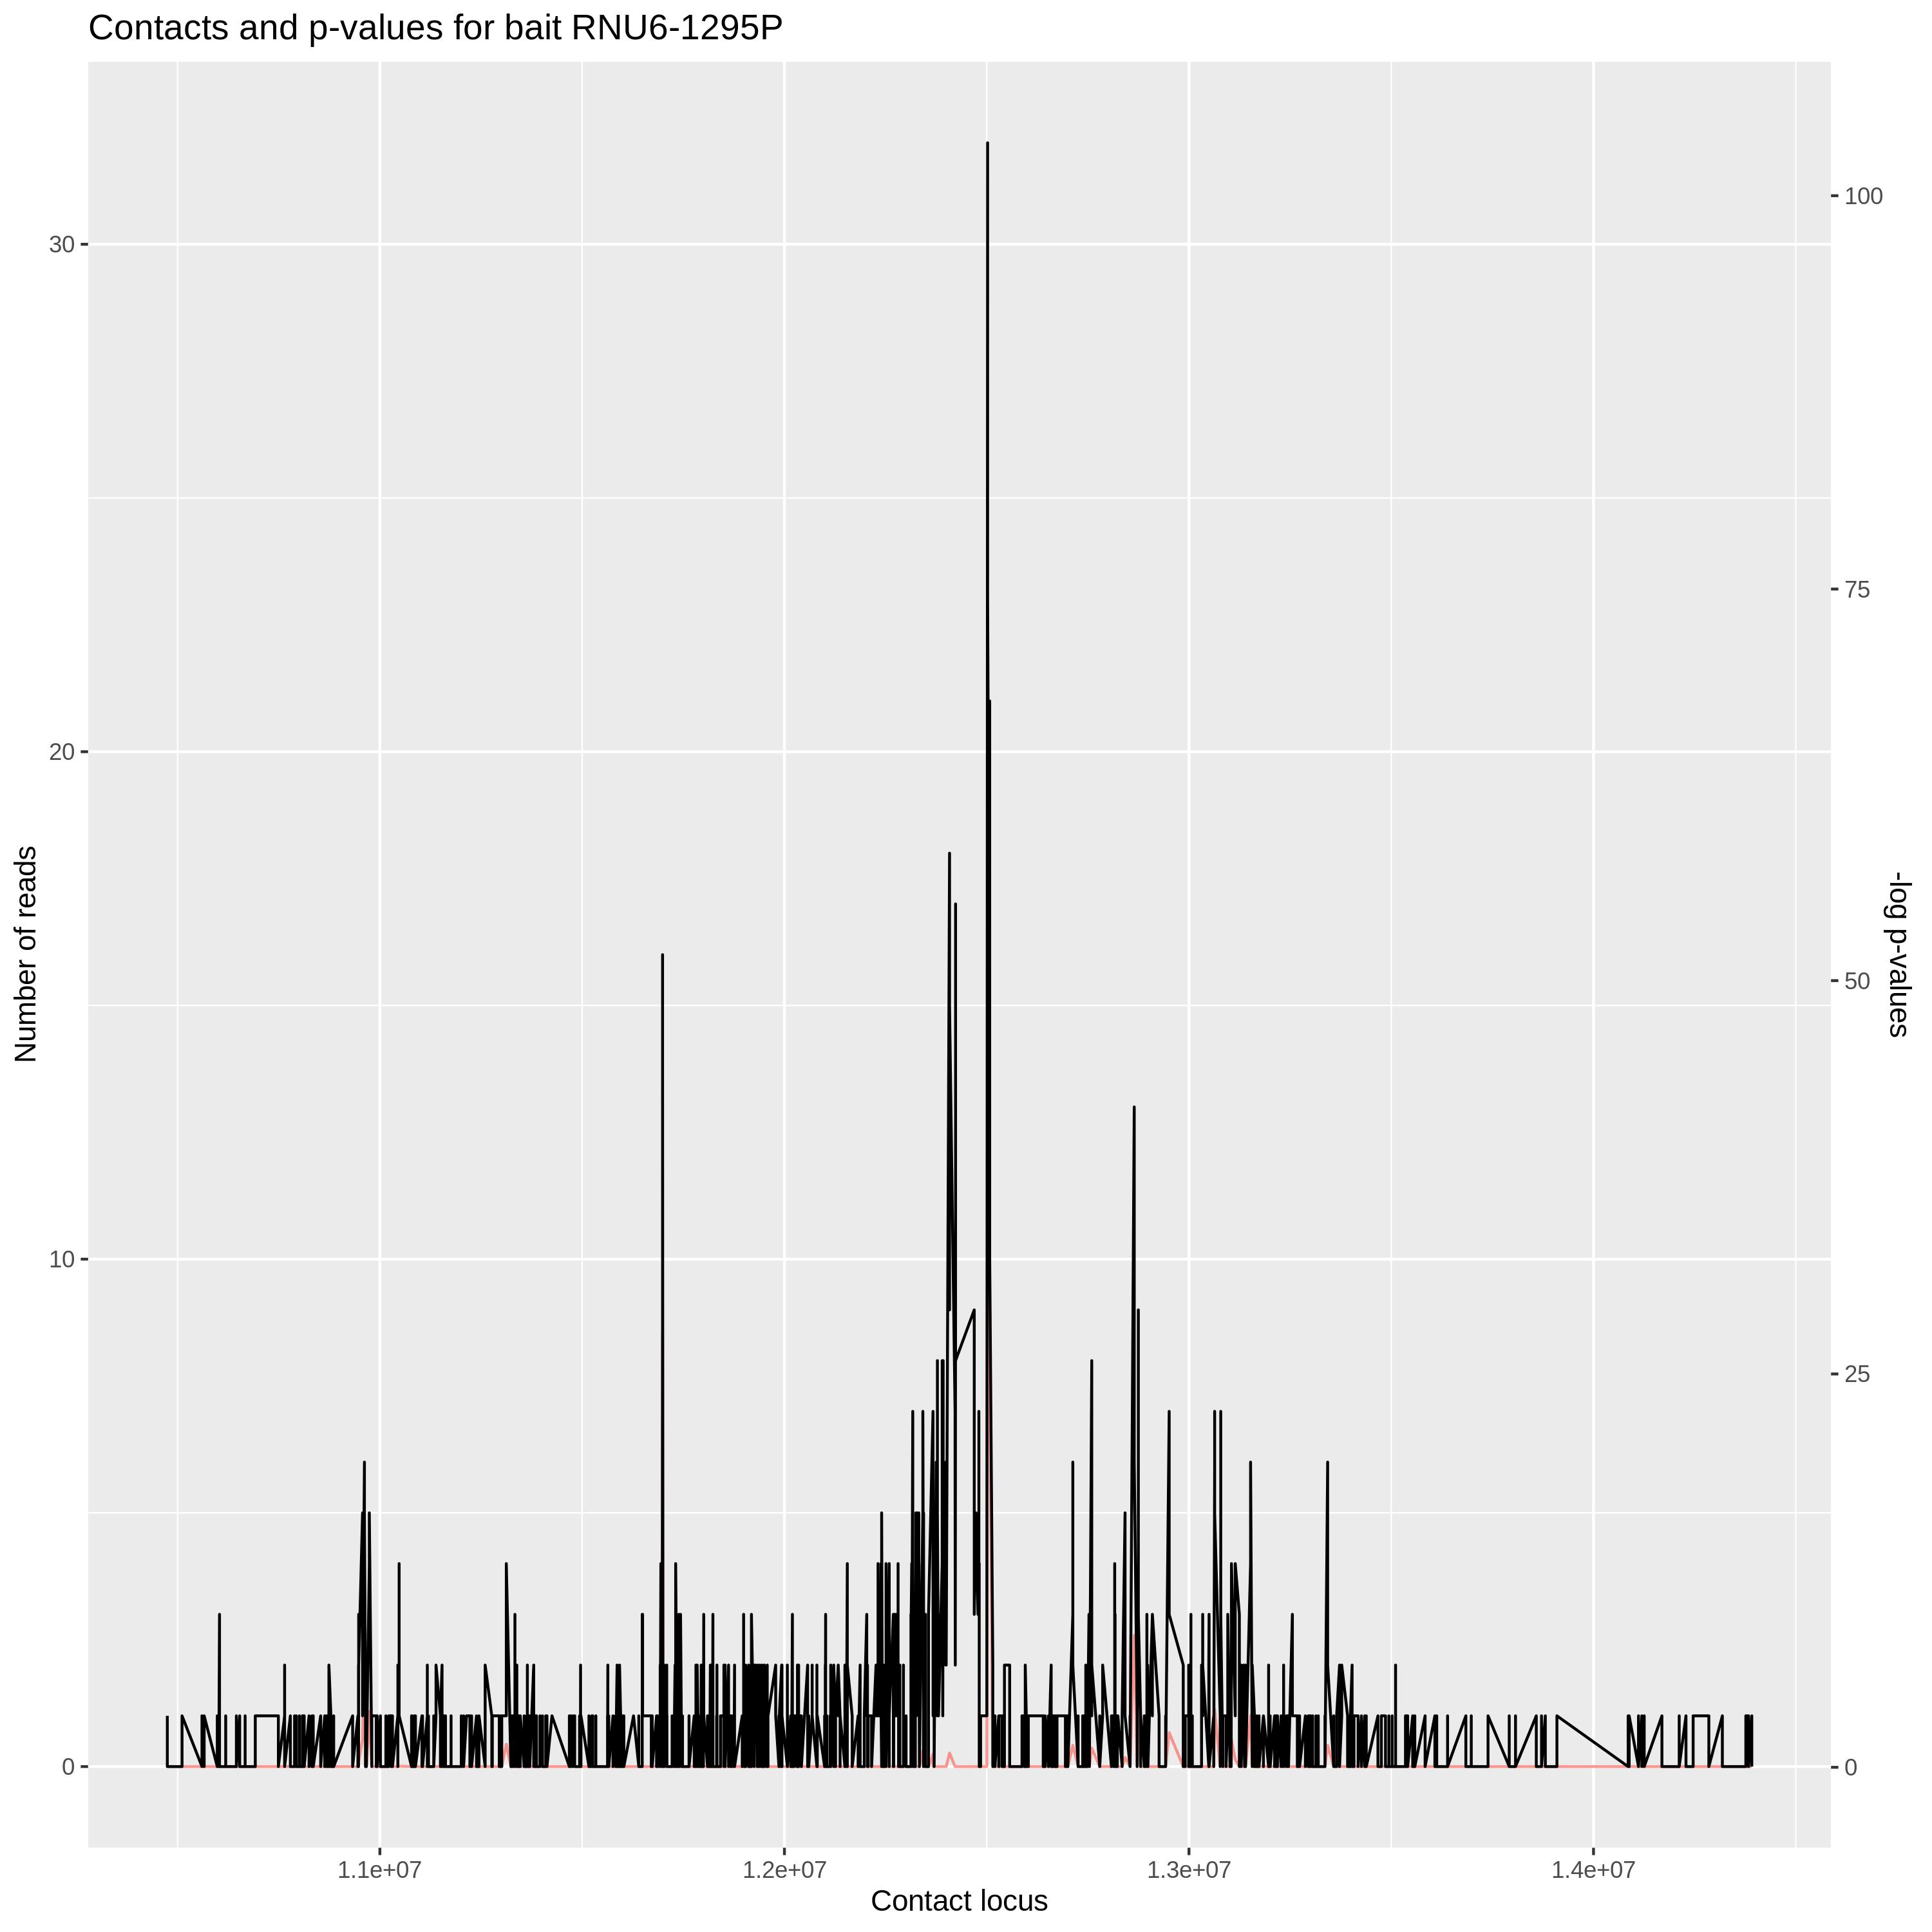 Contacts and p-values for bait RNU6-1295P
Number of reads
30
20
10
0
100
75
50
25
0
-log p-values
1.1e+07
1.2e+07
1.3e+07
1.4e+07
Contact locus